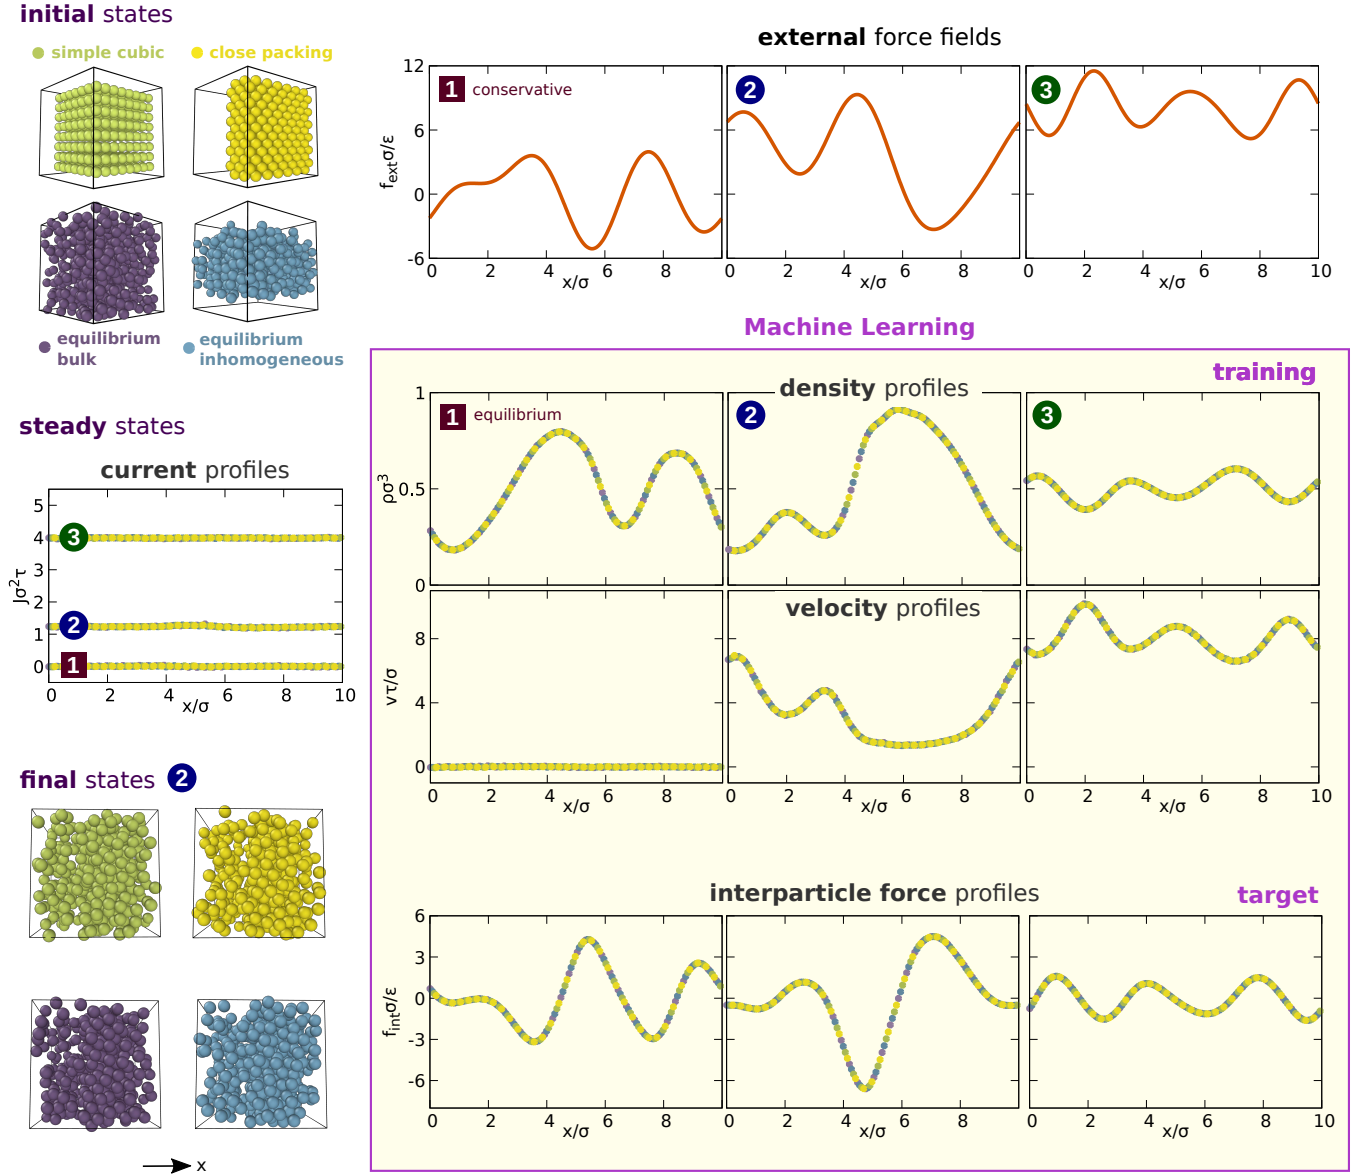 initial states
simple cubic
close packing
equilibrium
bulk
equilibrium
inhomogeneous
steady states
current profiles
5
4
3
2
1
0
3
2
1
Jσ²τ
0 2 4 6 8 10
x/σ
final states 2
x
external force fields
12
6
0
-6
f_extσ/ε
1 conservative
2
3
0 2 4 6 8
x/σ
0 2 4 6 8
x/σ
0 2 4 6 8 10
x/σ
Machine Learning
training
density profiles
1
0.5
0
ρσ³
1 equilibrium
2
3
velocity profiles
8
4
0
vτ/σ
0 2 4 6 8
x/σ
0 2 4 6 8
x/σ
0 2 4 6 8 10
x/σ
interparticle force profiles
target
6
3
0
-3
-6
f_intσ/ε
0 2 4 6 8
x/σ
0 2 4 6 8
x/σ
0 2 4 6 8 10
x/σ